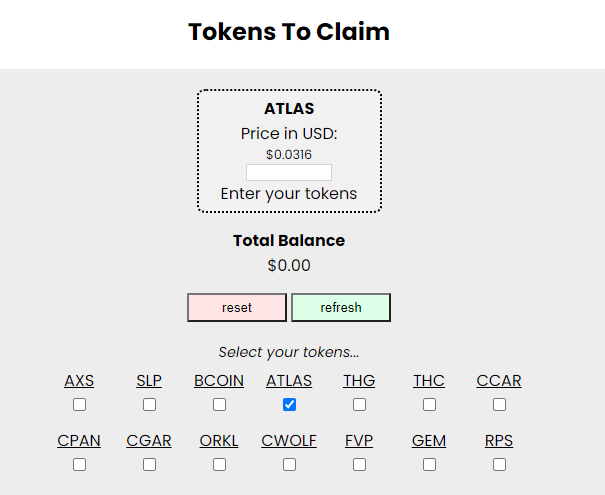 Tokens To Claim
ATLAS
Price in USD:
$0.0316
Enter your tokens
Total Balance
$0.00
reset refresh
Select your tokens...
AXS SLP BCOIN ATLAS THG THC CCAR
CPAN CGAR ORKL CWOLF FVP GEM RPS